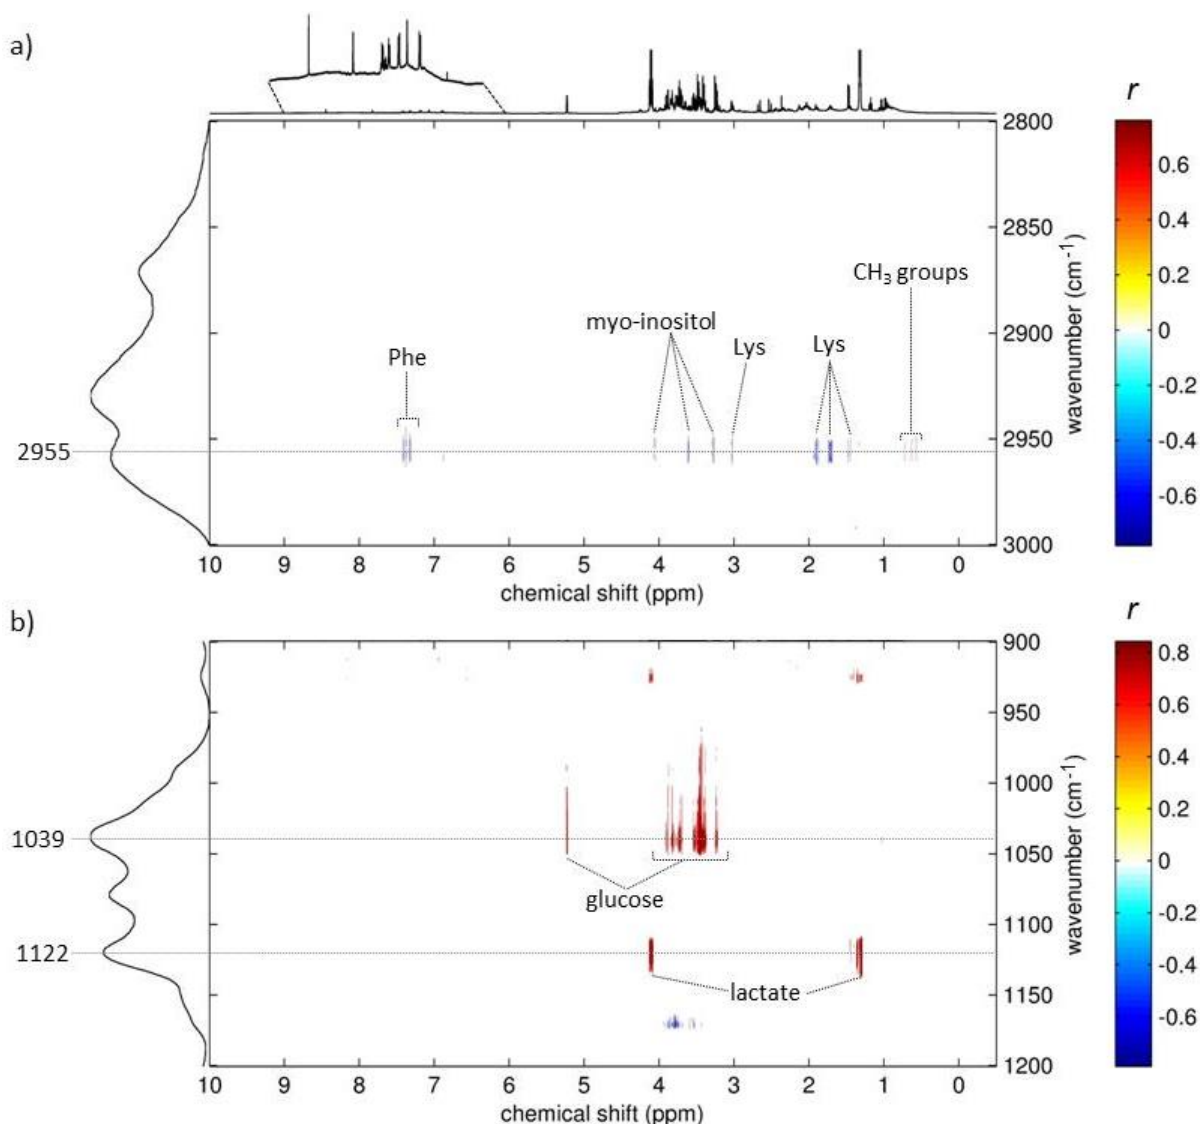 a)
r
2800
2850
2900
2950
3000
wavenumber (cm⁻¹)
0.6
0.4
0.2
0
-0.2
-0.4
-0.6
CH₃ groups
myo-inositol
Lys
Lys
Phe
2955
10 9 8 7 6 5 4 3 2 1 0
chemical shift (ppm)
b)
r
900
950
1000
1050
1100
1150
1200
wavenumber (cm⁻¹)
0.8
0.6
0.4
0.2
0
-0.2
-0.4
-0.6
1039
glucose
1122
lactate
10 9 8 7 6 5 4 3 2 1 0
chemical shift (ppm)